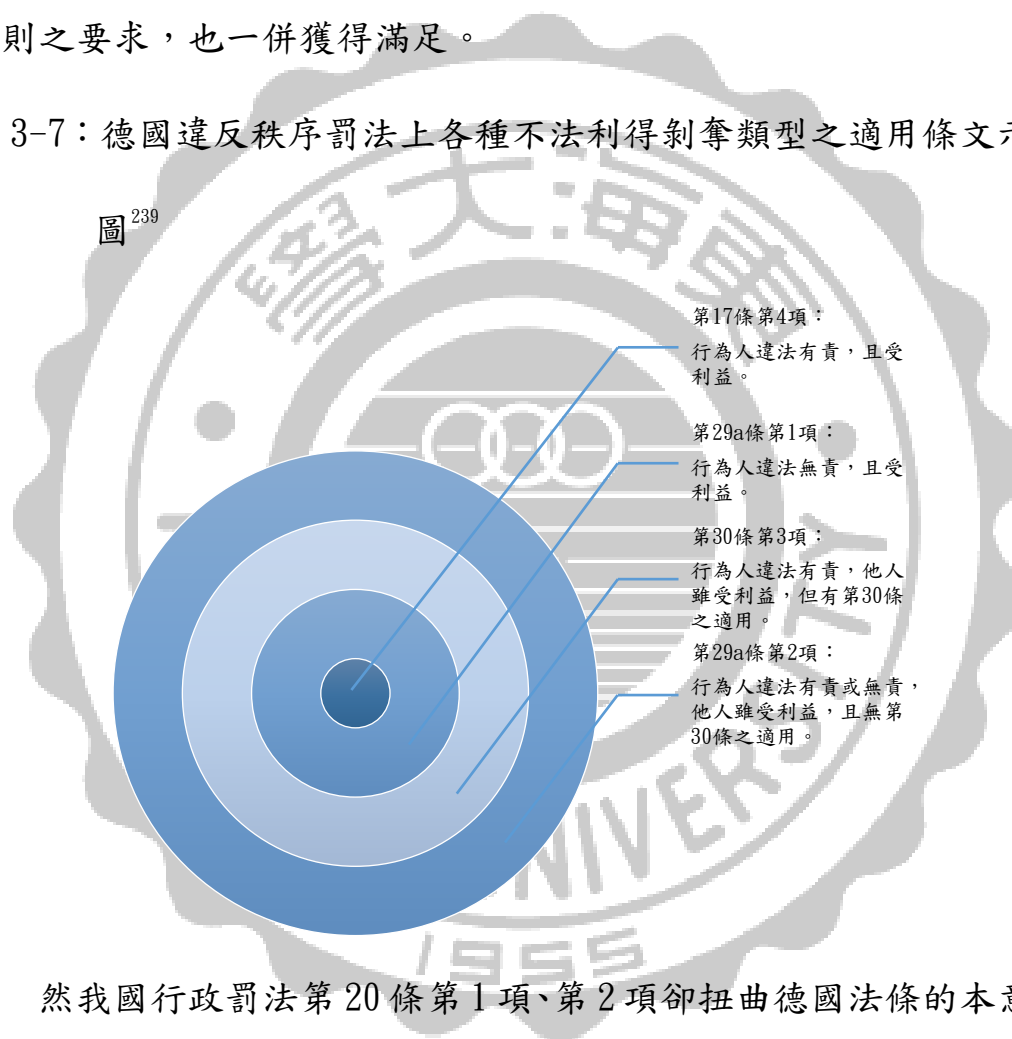 則之要求，也一併獲得滿足。
3-7：德國違反秩序罰法上各種不法利得剝奪類型之適用條文示
圖239
學大海東
第17條第4項：
行為人違法有責，且受
利益。
第29a條第1項：
行為人違法無責，且受
利益。
第30條第3項：
行為人違法有責，他人
雖受利益，但有第30條
之適用。
第29a條第2項：
行為人違法有責或無責，
他人雖受利益，且無第
30條之適用。
1955
然我國行政罰法第20條第1項、第2項卻扭曲德國法條的本意